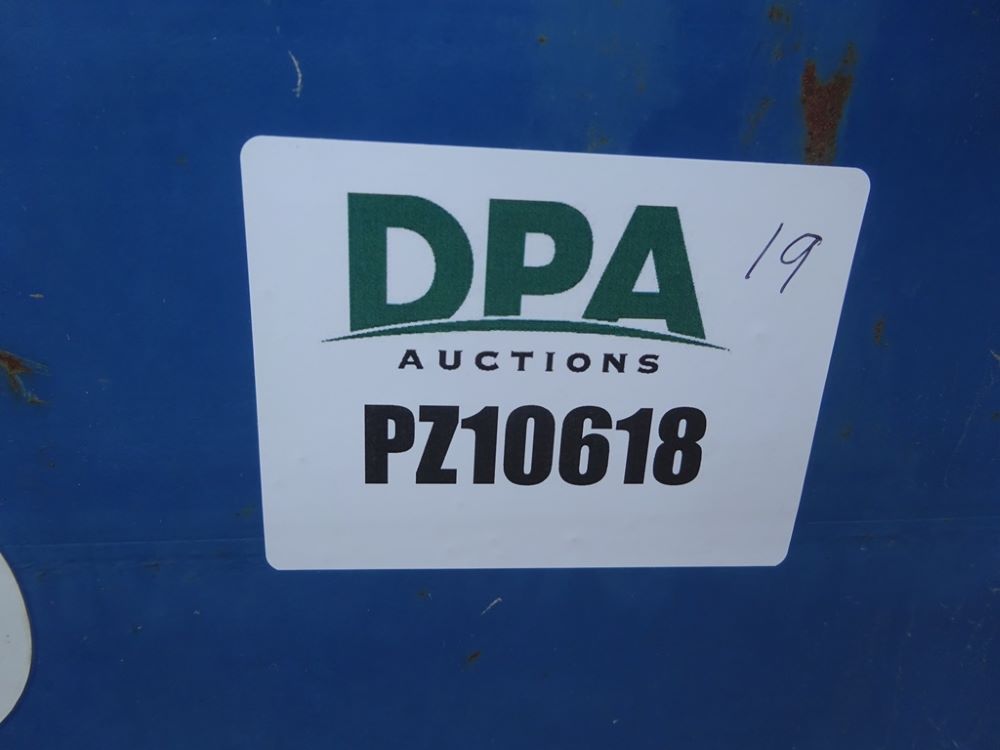 DPA
19
AUCTIONS
PZ10618